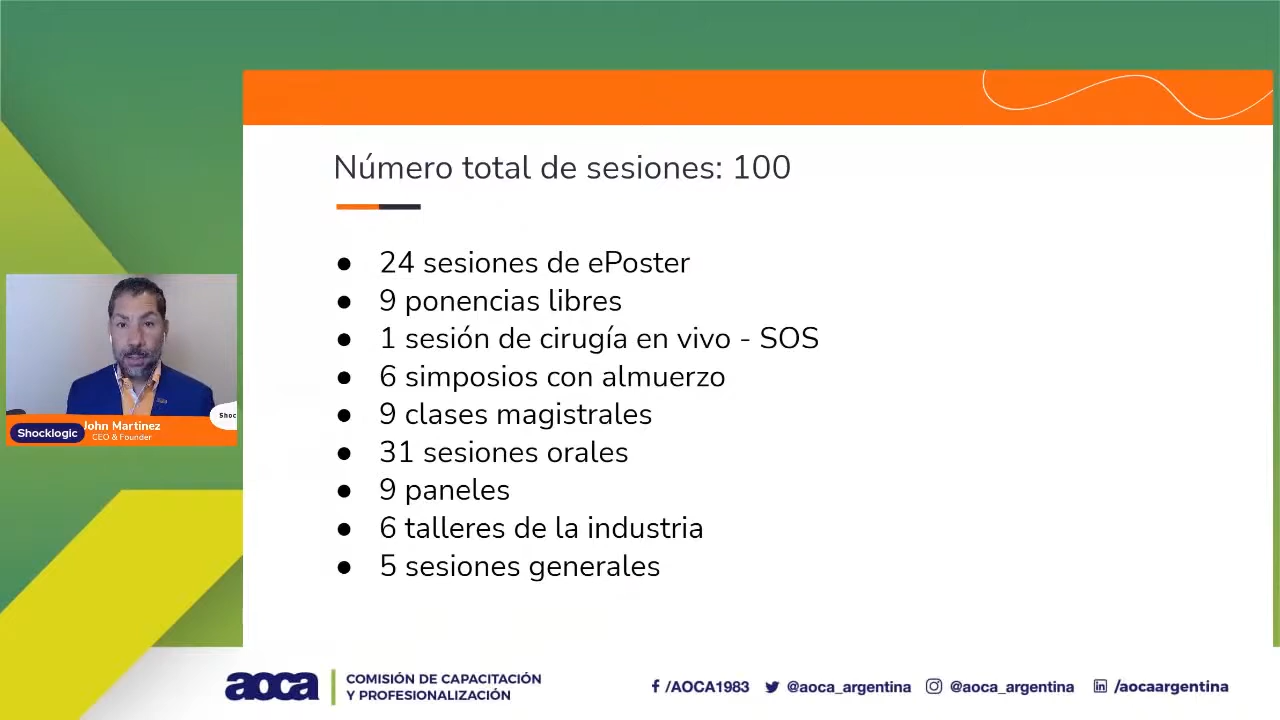 Número total de sesiones: 100
● 24 sesiones de ePoster
● 9 ponencias libres
● 1 sesión de cirugía en vivo - SOS
● 6 simposios con almuerzo
● 9 clases magistrales
● 31 sesiones orales
● 9 paneles
● 6 talleres de la industria
● 5 sesiones generales
Shoc
John Martinez
Shocklogic
CEO & Founder
aoca
COMISIÓN DE CAPACITACIÓN
Y PROFESIONALIZACIÓN
/AOCA1983
@aoca_argentina
@aoca_argentina
/aocaargentina